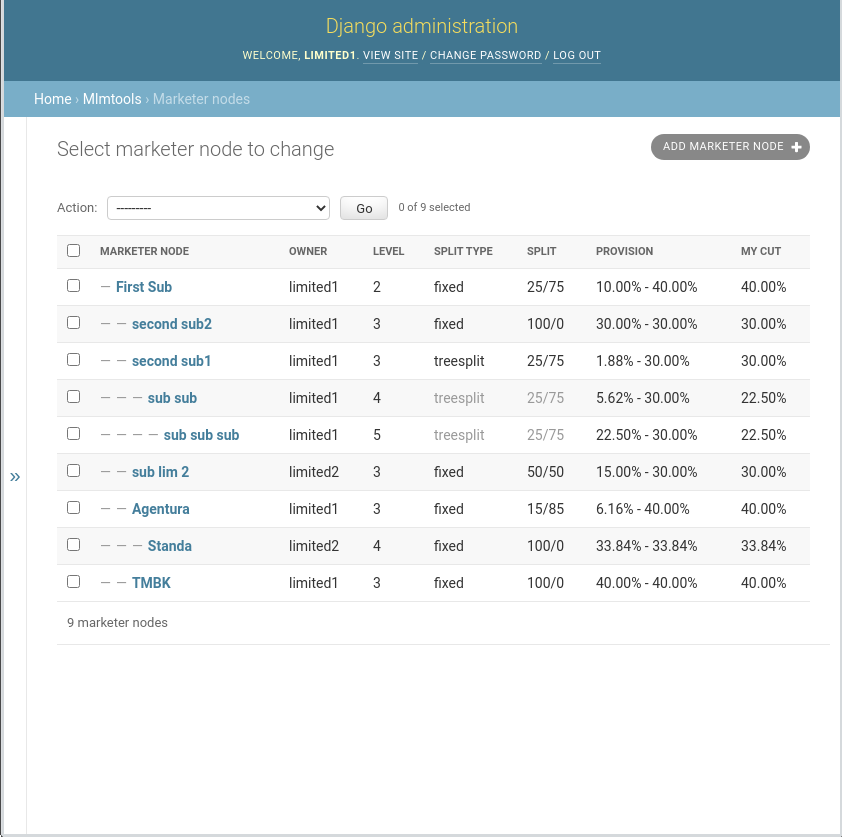 Django administration
WELCOME, LIMITED1. VIEW SITE / CHANGE PASSWORD / LOG OUT
Home › Mlmtools › Marketer nodes
Select marketer node to change
ADD MARKETER NODE +
Action: --------- Go 0 of 9 selected
MARKETER NODE OWNER LEVEL SPLIT TYPE SPLIT PROVISION MY CUT
— First Sub limited1 2 fixed 25/75 10.00% - 40.00% 40.00%
— — second sub2 limited1 3 fixed 100/0 30.00% - 30.00% 30.00%
— — second sub1 limited1 3 treesplit 25/75 1.88% - 30.00% 30.00%
— — — sub sub limited1 4 treesplit 25/75 5.62% - 30.00% 22.50%
— — — — sub sub sub limited1 5 treesplit 25/75 22.50% - 30.00% 22.50%
»
— — sub lim 2 limited2 3 fixed 50/50 15.00% - 30.00% 30.00%
— — Agentura limited1 3 fixed 15/85 6.16% - 40.00% 40.00%
— — — Standa limited2 4 fixed 100/0 33.84% - 33.84% 33.84%
— — TMBK limited1 3 fixed 100/0 40.00% - 40.00% 40.00%
9 marketer nodes